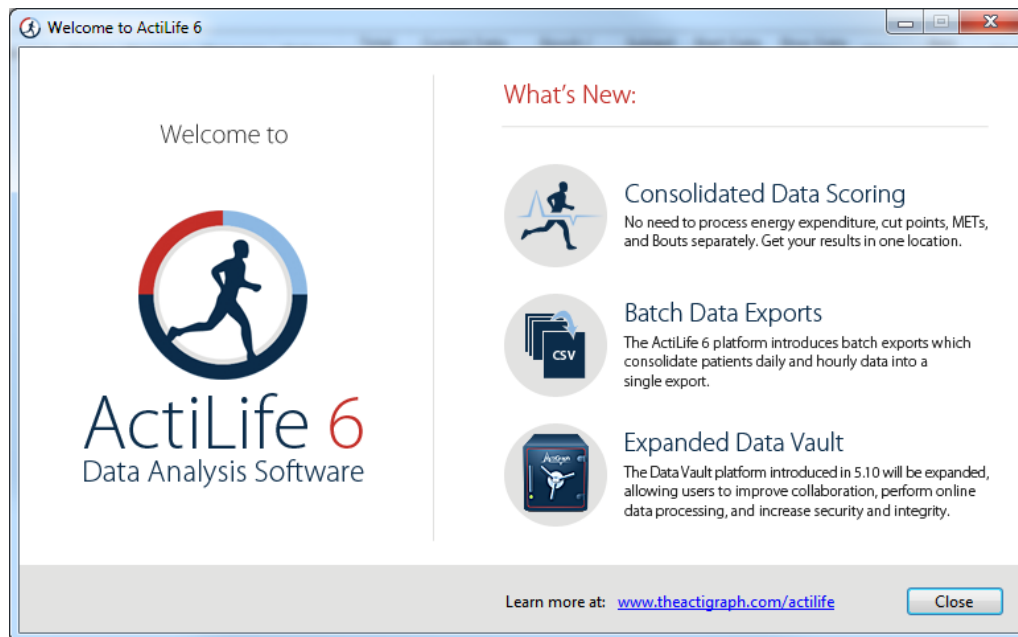 Welcome to ActiLife 6
Welcome to
ActiLife 6
Data Analysis Software
What's New:
Consolidated Data Scoring
No need to process energy expenditure, cut points, METs,
and Bouts separately. Get your results in one location.
CSV
Batch Data Exports
The ActiLife 6 platform introduces batch exports which
consolidate patients daily and hourly data into a
single export.
ActiGraph
Expanded Data Vault
The Data Vault platform introduced in 5.10 will be expanded,
allowing users to improve collaboration, perform online
data processing, and increase security and integrity.
Learn more at: www.theactigraph.com/actilife
Close